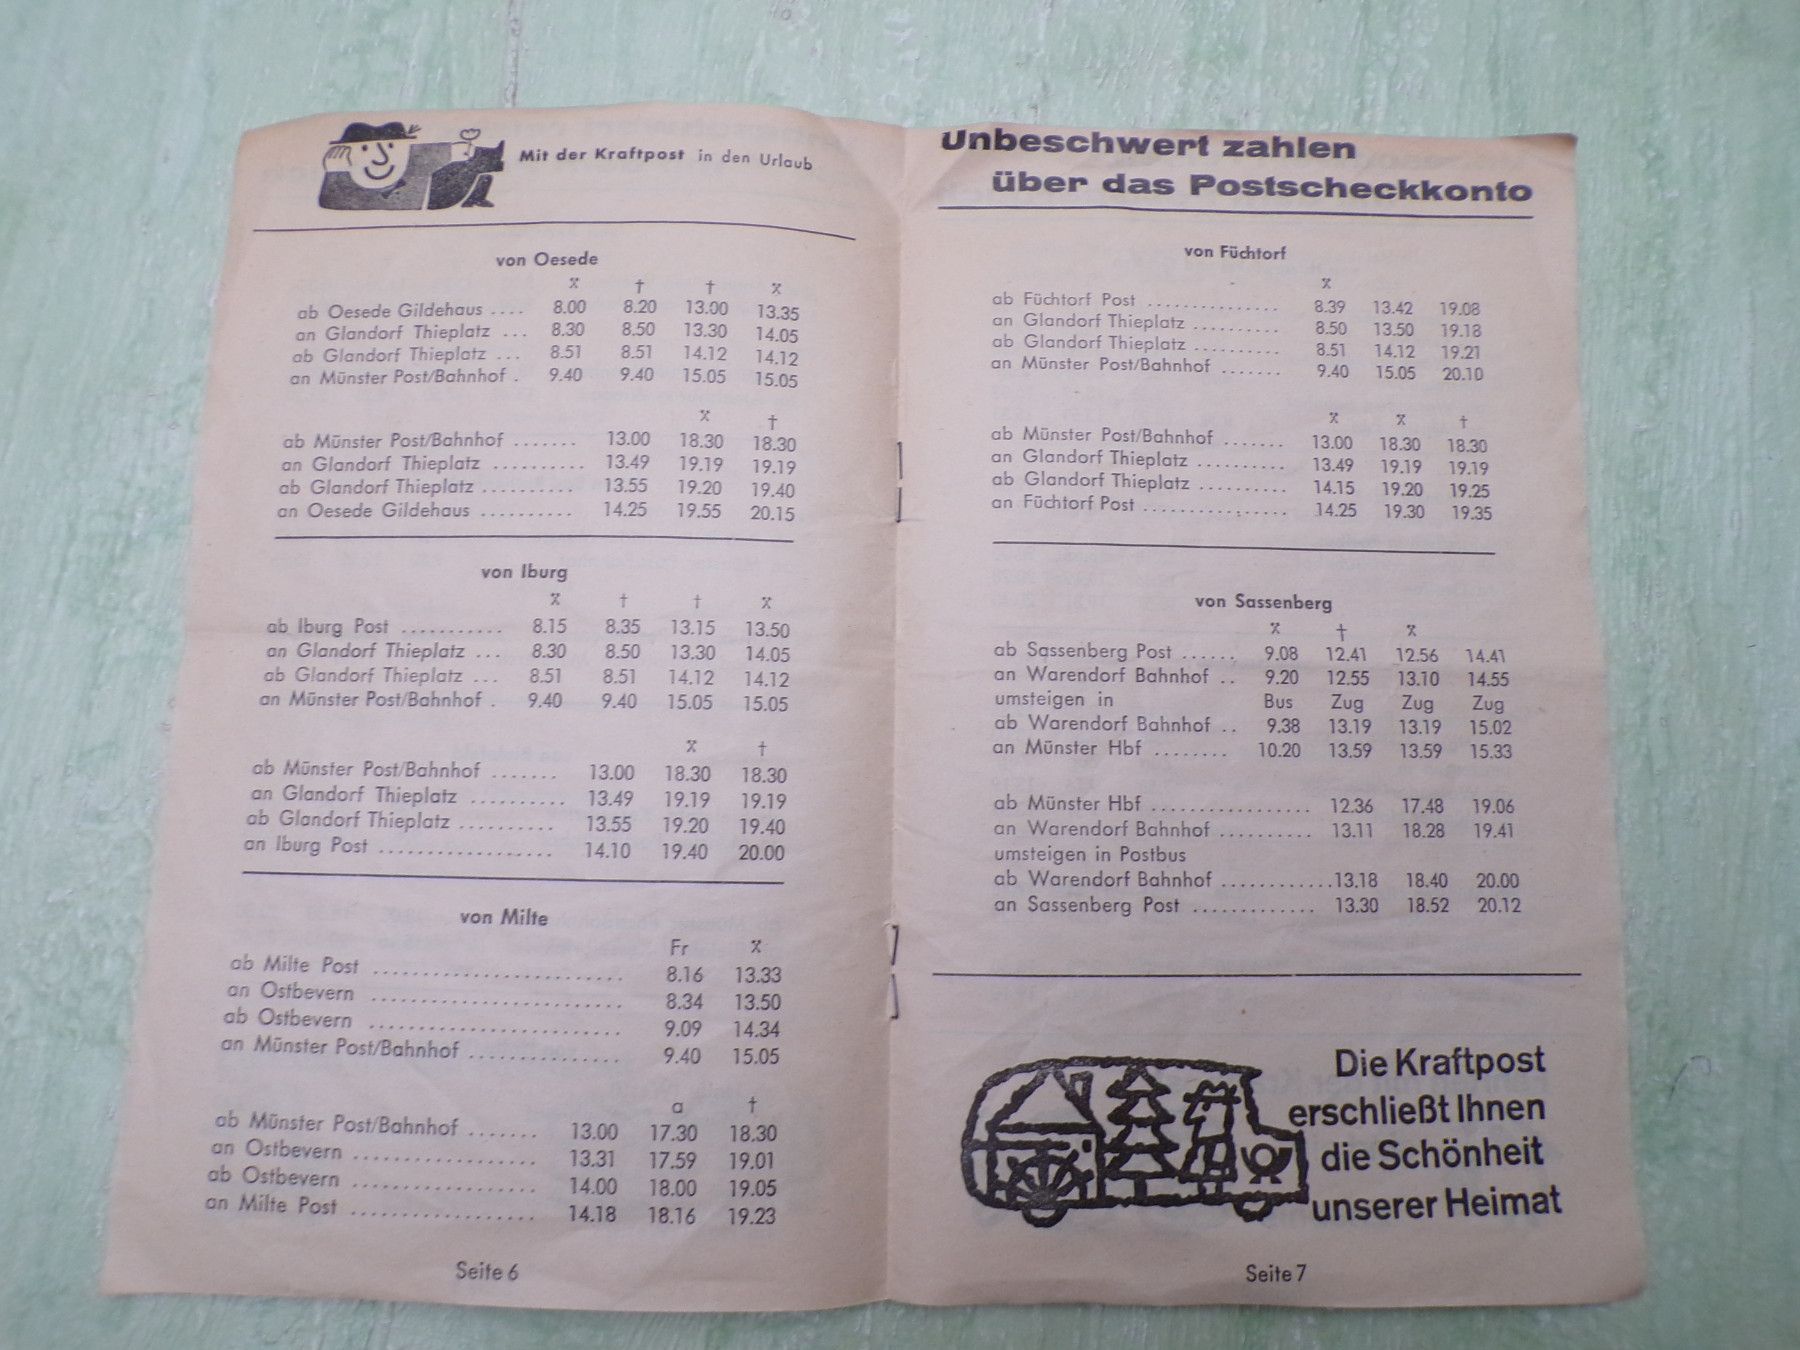 Mit der Kraftpost in den Urlaub
von Oesede
⚒ † † ⚒
ab Oesede Gildehaus .... 8.00 8.20 13.00 13.35
an Glandorf Thieplatz ... 8.30 8.50 13.30 14.05
ab Glandorf Thieplatz ... 8.51 8.51 14.12 14.12
an Münster Post/Bahnhof . 9.40 9.40 15.05 15.05
⚒ †
ab Münster Post/Bahnhof ....... 13.00 18.30 18.30
an Glandorf Thieplatz .......... 13.49 19.19 19.19
ab Glandorf Thieplatz .......... 13.55 19.20 19.40
an Oesede Gildehaus .......... 14.25 19.55 20.15
von Iburg
⚒ † † ⚒
ab Iburg Post ........... 8.15 8.35 13.15 13.50
an Glandorf Thieplatz ... 8.30 8.50 13.30 14.05
ab Glandorf Thieplatz ... 8.51 8.51 14.12 14.12
an Münster Post/Bahnhof . 9.40 9.40 15.05 15.05
⚒ †
ab Münster Post/Bahnhof ....... 13.00 18.30 18.30
an Glandorf Thieplatz .......... 13.49 19.19 19.19
ab Glandorf Thieplatz .......... 13.55 19.20 19.40
an Iburg Post .................. 14.10 19.40 20.00
von Milte
Fr ⚒
ab Milte Post .......................... 8.16 13.33
an Ostbevern .......................... 8.34 13.50
ab Ostbevern .......................... 9.09 14.34
an Münster Post/Bahnhof ................ 9.40 15.05
a †
ab Münster Post/Bahnhof ....... 13.00 17.30 18.30
an Ostbevern ................... 13.31 17.59 19.01
ab Ostbevern ................... 14.00 18.00 19.05
an Milte Post ................... 14.18 18.16 19.23
Seite 6
Unbeschwert zahlen
über das Postscheckkonto
von Füchtorf
⚒
ab Füchtorf Post .............. 8.39 13.42 19.08
an Glandorf Thieplatz .......... 8.50 13.50 19.18
ab Glandorf Thieplatz .......... 8.51 14.12 19.21
an Münster Post/Bahnhof ....... 9.40 15.05 20.10
⚒ ⚒ †
ab Münster Post/Bahnhof ....... 13.00 18.30 18.30
an Glandorf Thieplatz .......... 13.49 19.19 19.19
ab Glandorf Thieplatz .......... 14.15 19.20 19.25
an Füchtorf Post ............... 14.25 19.30 19.35
von Sassenberg
⚒ † ⚒
ab Sassenberg Post ...... 9.08 12.41 12.56 14.41
an Warendorf Bahnhof .. 9.20 12.55 13.10 14.55
umsteigen in Bus Zug Zug Zug
ab Warendorf Bahnhof .. 9.38 13.19 13.19 15.02
an Münster Hbf ........ 10.20 13.59 13.59 15.33
ab Münster Hbf ................. 12.36 17.48 19.06
an Warendorf Bahnhof .......... 13.11 18.28 19.41
umsteigen in Postbus
ab Warendorf Bahnhof ............13.18 18.40 20.00
an Sassenberg Post ............. 13.30 18.52 20.12
Die Kraftpost
erschließt Ihnen
die Schönheit
unserer Heimat
Seite 7